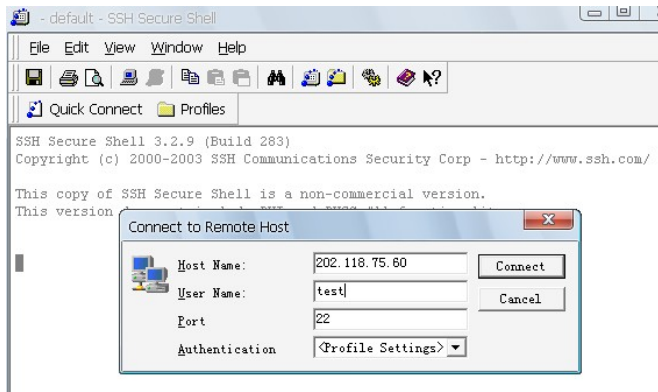 - default - SSH Secure Shell
File Edit View Window Help
Quick Connect Profiles
SSH Secure Shell 3.2.9 (Build 283)
Copyright (c) 2000-2003 SSH Communications Security Corp - http://www.ssh.com/
This copy of SSH Secure Shell is a non-commercial version.
This version
Connect to Remote Host
Host Name: 202.118.75.60 Connect
User Name: test Cancel
Port 22
Authentication <Profile Settings>